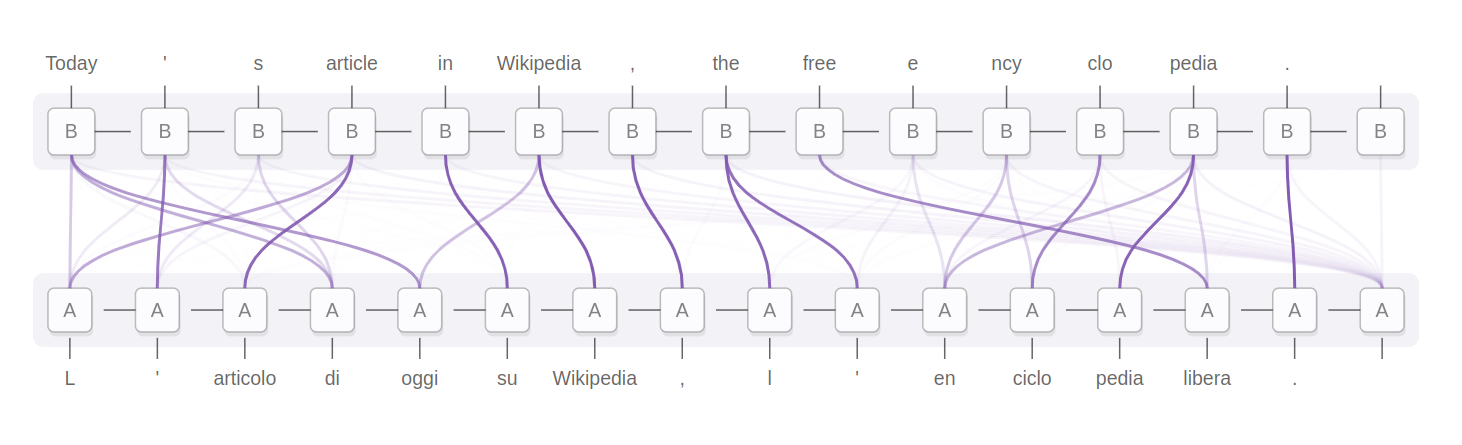 Today ' s article in Wikipedia , the free e ncy clo pedia .
B B B B B B B B B B B B B B B
A A A A A A A A A A A A A A A A
L ' articolo di oggi su Wikipedia , l ' en ciclo pedia libera .